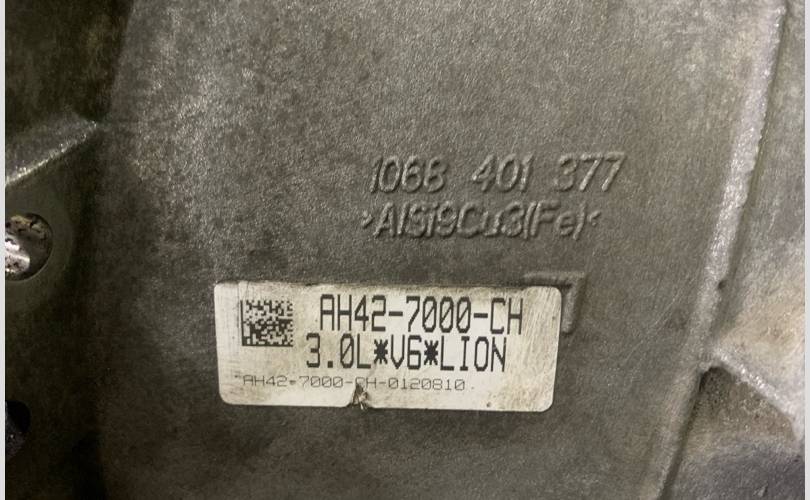 1068 401 377
>AlSi9Cu3(Fe)<
AH42-7000-CH
3.0L*V6*LION
AH42-7000-CH-0120810